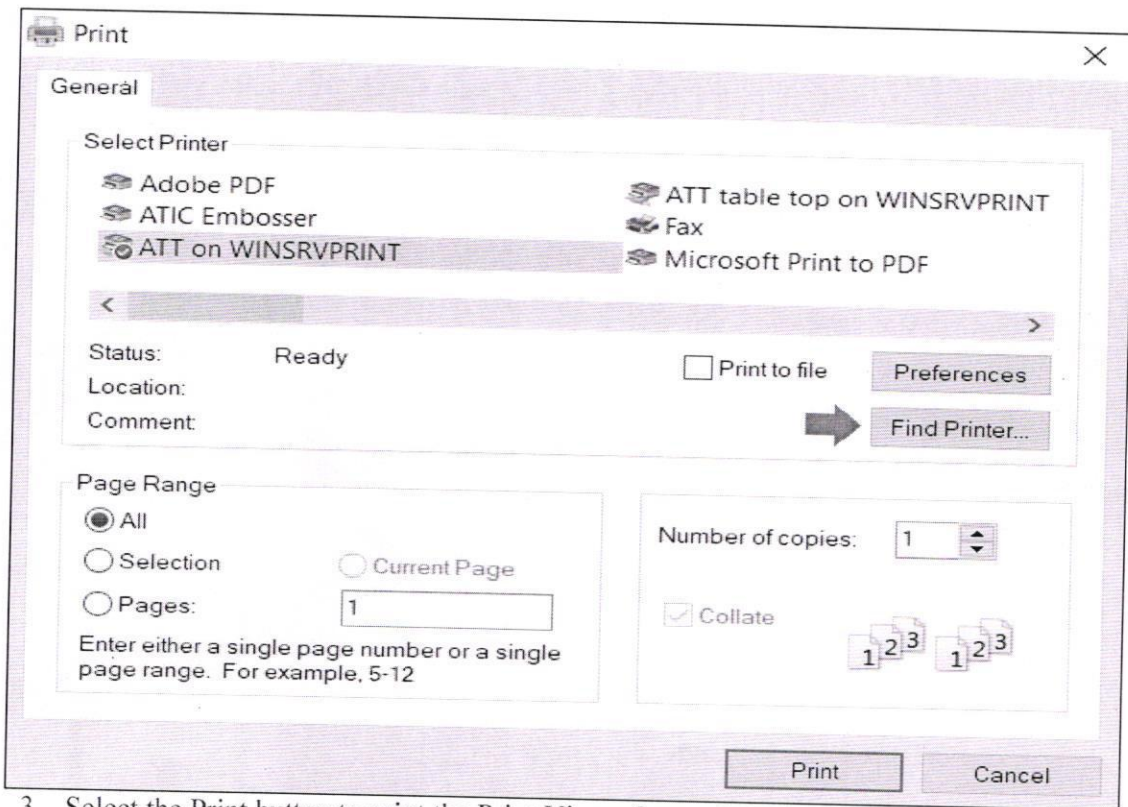 Print
General
Select Printer
Adobe PDF
ATIC Embosser
ATT on WINSRVPRINT
ATT table top on WINSRVPRINT
Fax
Microsoft Print to PDF
Status: Ready
Location:
Comment:
Print to file
Preferences
Find Printer...
Page Range
All
Selection
Current Page
Pages: 1
Enter either a single page number or a single
page range. For example, 5-12
Number of copies: 1
Collate
1 2 3 1 2 3
Print
Cancel
3. Select the Print button to print the